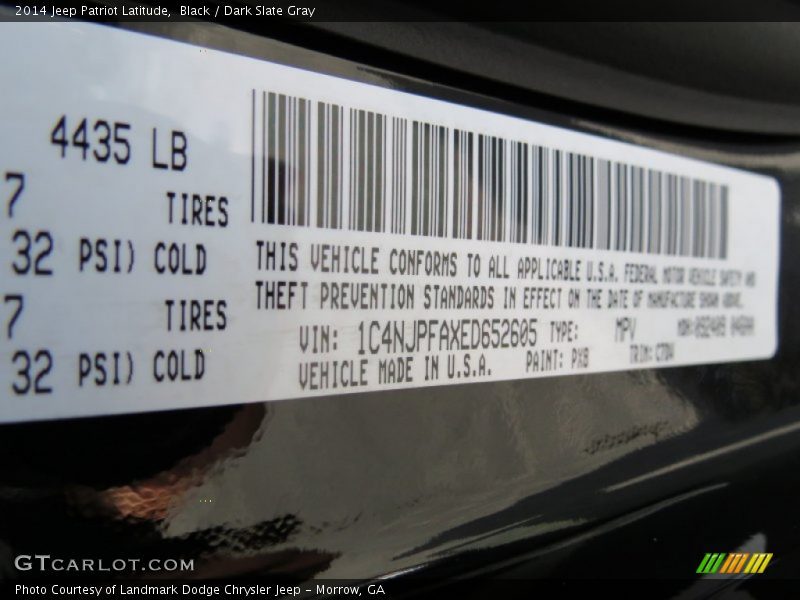 2014 Jeep Patriot Latitude, Black / Dark Slate Gray
4435 LB
7 TIRES
32 PSI) COLD
7 TIRES
32 PSI) COLD
THIS VEHICLE CONFORMS TO ALL APPLICABLE U.S.A. FEDERAL MOTOR VEHICLE SAFETY AND
THEFT PREVENTION STANDARDS IN EFFECT ON THE DATE OF MANUFACTURE SHOWN ABOVE.
VIN: 1C4NJPFAXED652605 TYPE: MPV
VEHICLE MADE IN U.S.A. PAINT: PXB TRIM:
GTCARLOT.COM
Photo Courtesy of Landmark Dodge Chrysler Jeep - Morrow, GA